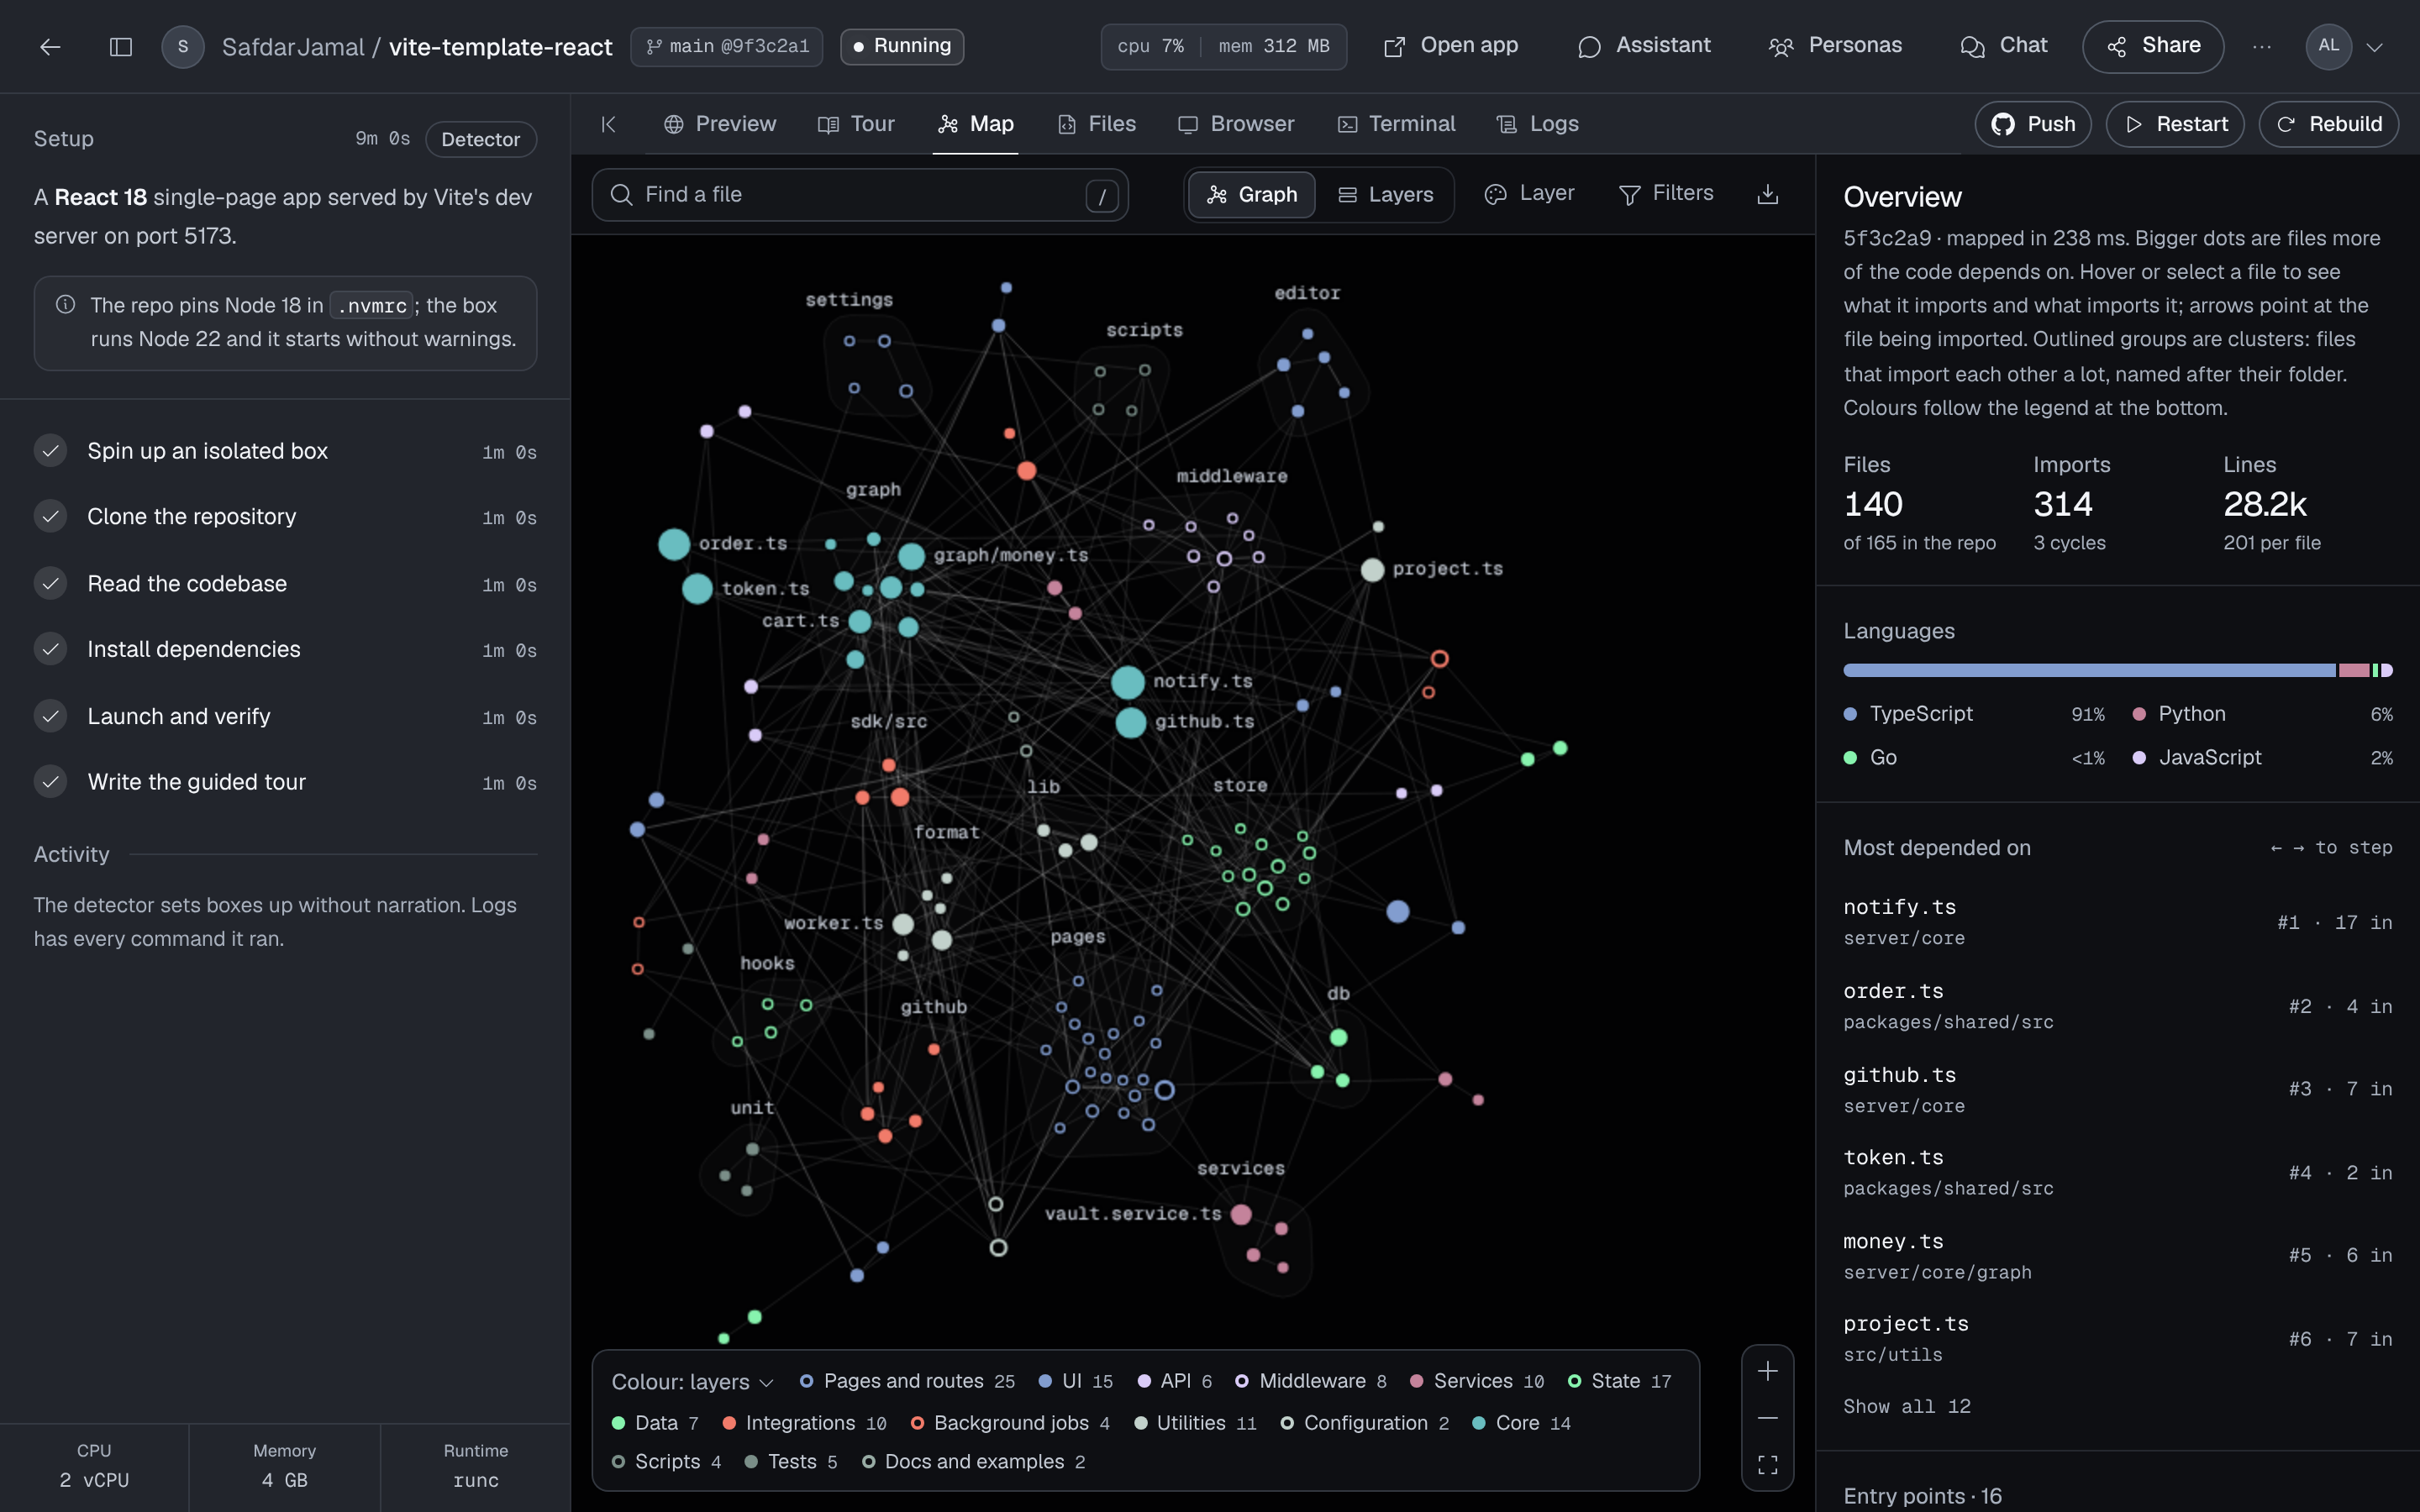 S SafdarJamal / vite-template-react main @9f3c2a1 Running cpu 7% mem 312 MB Open app Assistant Personas Chat Share ... AL
Setup 9m 0s Detector
A React 18 single-page app served by Vite's dev
server on port 5173.
The repo pins Node 18 in .nvmrc; the box
runs Node 22 and it starts without warnings.
Spin up an isolated box 1m 0s
Clone the repository 1m 0s
Read the codebase 1m 0s
Install dependencies 1m 0s
Launch and verify 1m 0s
Write the guided tour 1m 0s
Activity
The detector sets boxes up without narration. Logs
has every command it ran.
CPU Memory Runtime
2 vCPU 4 GB runc
Preview Tour Map Files Browser Terminal Logs Push Restart Rebuild
Find a file / Graph Layers Layer Filters
settings
editor
scripts
middleware
graph
order.ts
graph/money.ts
project.ts
token.ts
cart.ts
notify.ts
sdk/src
github.ts
lib
store
format
worker.ts
pages
hooks
db
github
unit
services
vault.service.ts
Colour: layers Pages and routes 25 UI 15 API 6 Middleware 8 Services 10 State 17
Data 7 Integrations 10 Background jobs 4 Utilities 11 Configuration 2 Core 14
Scripts 4 Tests 5 Docs and examples 2
Overview
5f3c2a9 · mapped in 238 ms. Bigger dots are files more
of the code depends on. Hover or select a file to see
what it imports and what imports it; arrows point at the
file being imported. Outlined groups are clusters: files
that import each other a lot, named after their folder.
Colours follow the legend at the bottom.
Files Imports Lines
140 314 28.2k
of 165 in the repo 3 cycles 201 per file
Languages
TypeScript 91% Python 6%
Go <1% JavaScript 2%
Most depended on ← → to step
notify.ts #1 · 17 in
server/core
order.ts #2 · 4 in
packages/shared/src
github.ts #3 · 7 in
server/core
token.ts #4 · 2 in
packages/shared/src
money.ts #5 · 6 in
server/core/graph
project.ts #6 · 7 in
src/utils
Show all 12
Entry points · 16